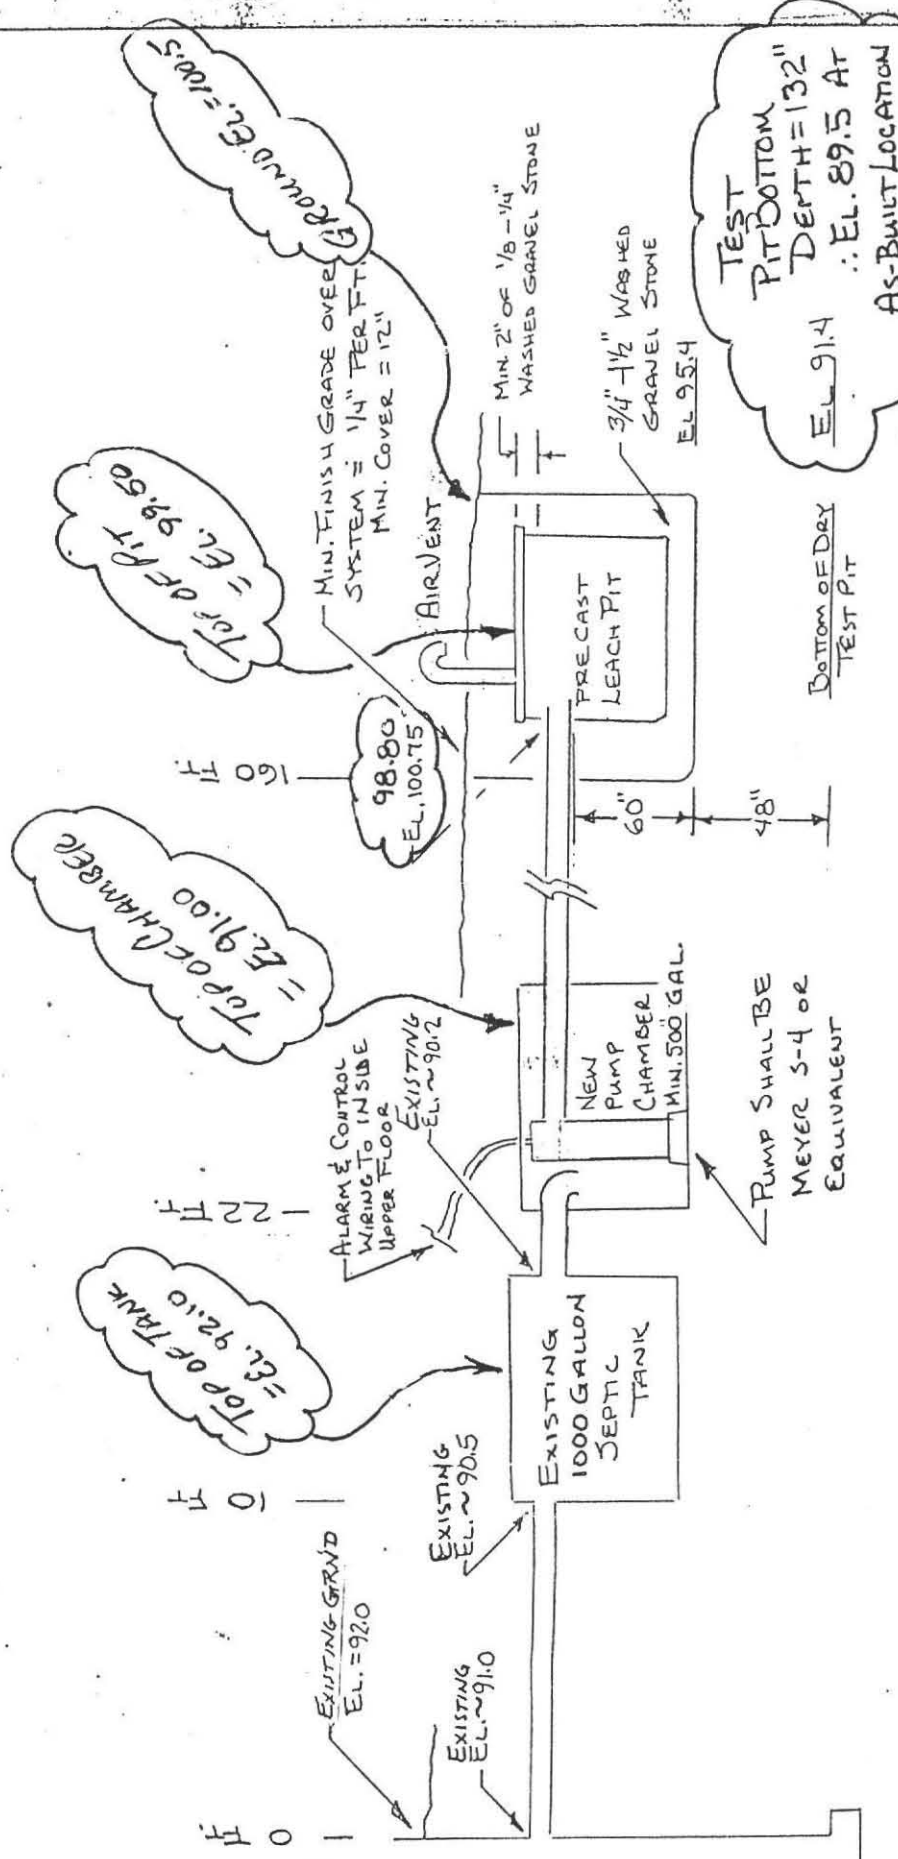 0
FT
10
FT
22 FT.
160 FT.
EXISTING GRND
EL. = 92.0
EXISTING
EL. ~ 91.0
EXISTING
EL. ~ 90.5
TOP OF TANK
= EL. 92.10
EXISTING
1000 GALLON
SEPTIC
TANK
ALARM & CONTROL
WIRING TO INSIDE
UPPER FLOOR
EXISTING
EL. ~ 90.2
TOP OF CHAMBER
= EL. 91.00
NEW
PUMP
CHAMBER
MIN. 500 GAL.
PUMP SHALL BE
MEYER S-4 OR
EQUIVALENT
98.80
EL. 100.75
TOP OF PIT
= EL. 99.50
MIN. FINISH GRADE OVER
SYSTEM = 1/4" PER FT.
MIN. COVER = 12"
AIR VENT
GROUND EL. = 100.5
PRECAST
LEACH PIT
60"
48"
MIN. 2" OF 1/8 - 1/4"
WASHED GRAVEL STONE
3/4" - 1 1/2" WASHED
GRAVEL STONE
EL 95.4
BOTTOM OF DRY
TEST PIT
EL 91.4
TEST
PIT BOTTOM
DEPTH = 132"
∴ EL. 89.5 AT
AS-BUILT LOCATION